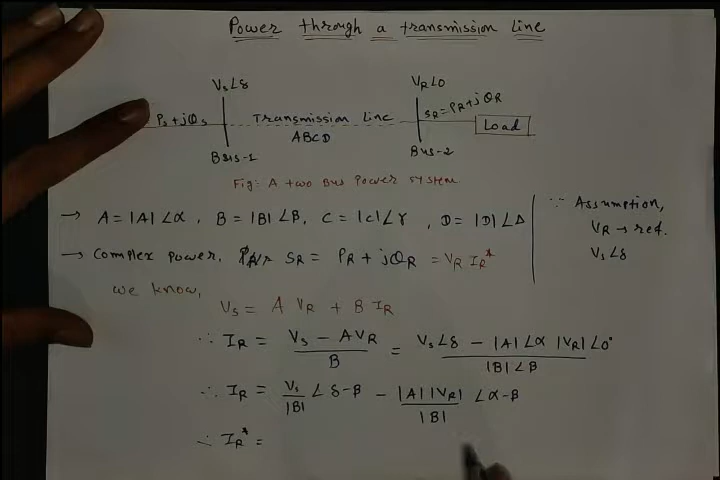 Power through a transmission Line
Vs∠δ VR∠0
Ps+jQs Transmission Line SR=PR+jQR
ABCD Load
Bus-1 Bus-2
Fig: A two Bus Power system
→ A = |A|∠α, B = |B|∠β, C = |C|∠γ, D = |D|∠Δ
∵ Assumption,
VR → ref.
Vs∠δ
→ Complex power, SR = PR + jQR = VR IR*
we know,
Vs = A VR + B IR
∴ IR = (Vs − AVR)/B = (Vs∠δ − |A|∠α |VR|∠0°)/(|B|∠β)
∴ IR = Vs/|B| ∠δ-β − |A||VR|/|B| ∠α-β
∴ IR* =